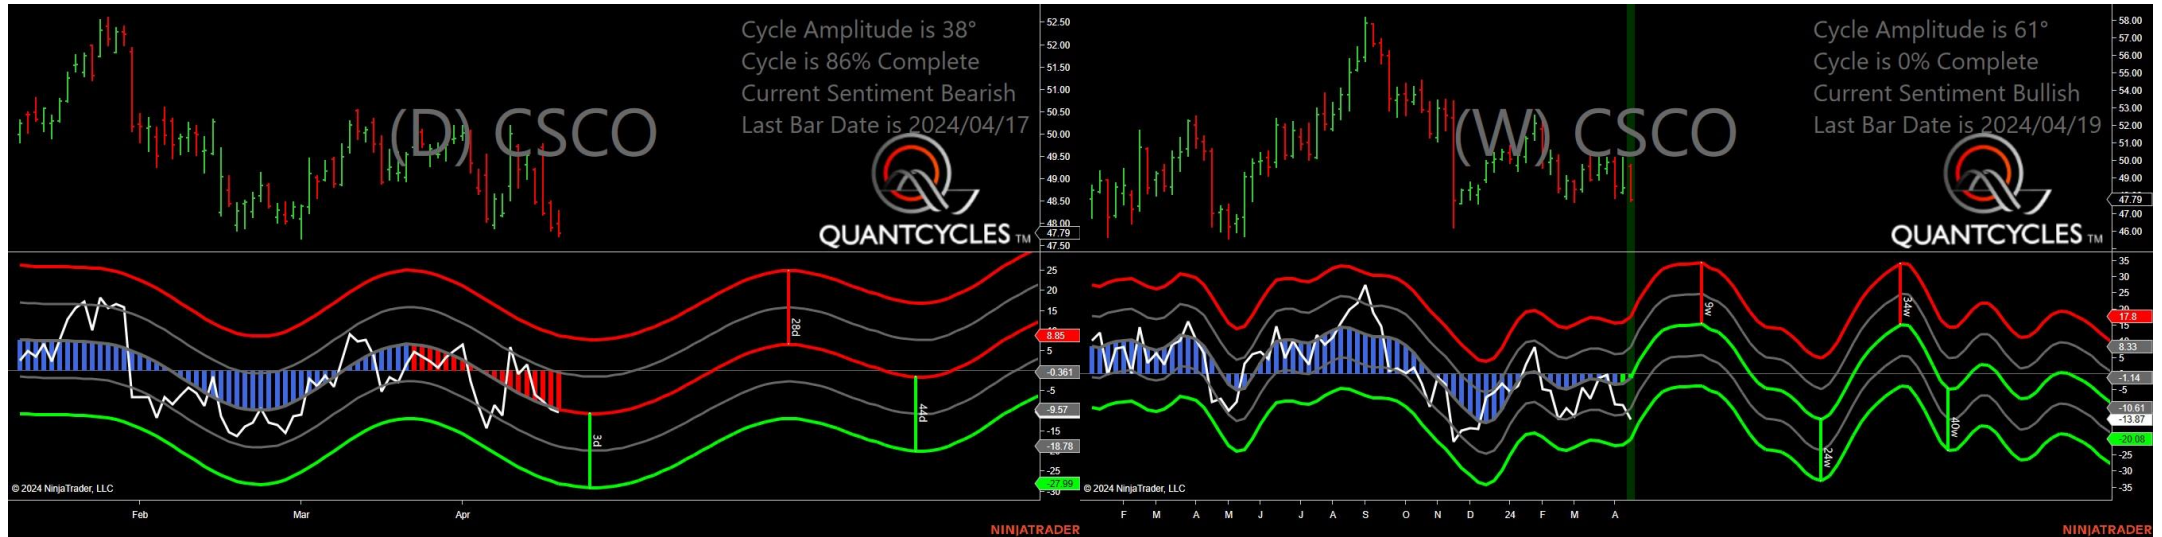 Cycle Amplitude is 38°
Cycle is 86% Complete
Current Sentiment Bearish
Last Bar Date is 2024/04/17
(D) CSCO
QUANTCYCLES TM
52.50
52.00
51.50
51.00
50.50
50.00
49.50
49.00
48.50
48.00
47.79
47.50
25
20
15
8.85
5
-0.361
-5
-9.57
-15
-18.78
-25
-27.99
-30
28d
3d
44d
© 2024 NinjaTrader, LLC
Feb
Mar
Apr
NINJATRADER
Cycle Amplitude is 61°
Cycle is 0% Complete
Current Sentiment Bullish
Last Bar Date is 2024/04/19
(W) CSCO
QUANTCYCLES TM
58.00
57.00
56.00
55.00
54.00
53.00
52.00
51.00
50.00
49.00
47.79
47.00
46.00
35
30
25
17.8
15
8.33
5
-1.14
-5
-10.61
-13.87
-20.08
-25
-30
-35
9w
34w
24w
40w
© 2024 NinjaTrader, LLC
F M A M J J A S O N D 24 F M A
NINJATRADER